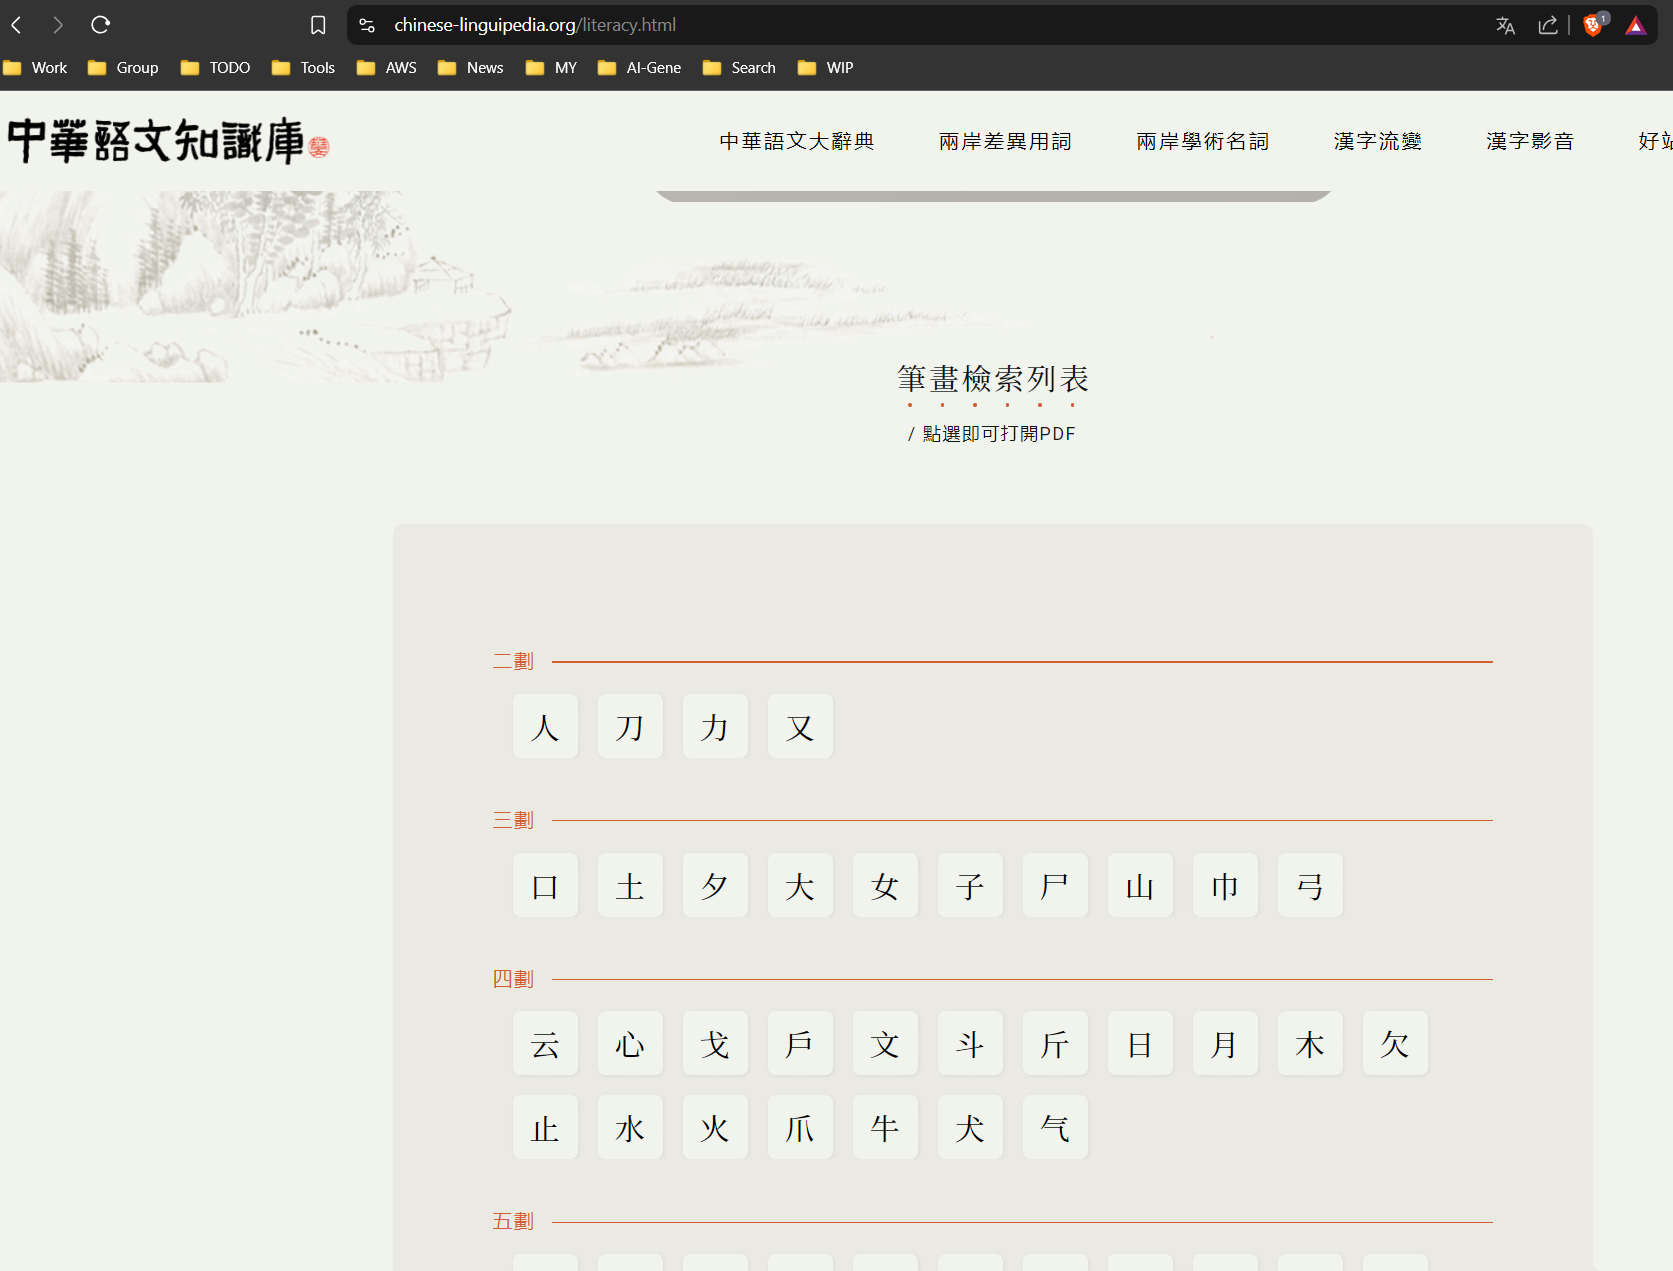 chinese-linguipedia.org/literacy.html
1
Work Group TODO Tools AWS News MY AI-Gene Search WIP
中華語文知識庫
中華語文大辭典 兩岸差異用詞 兩岸學術名詞 漢字流變 漢字影音 好站
筆畫檢索列表
/ 點選即可打開PDF
二劃
人 刀 力 又
三劃
口 土 夕 大 女 子 尸 山 巾 弓
四劃
云 心 戈 戶 文 斗 斤 日 月 木 欠
止 水 火 爪 牛 犬 气
五劃